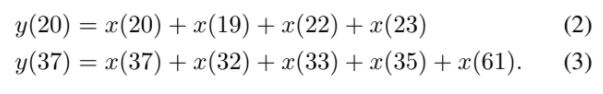 y(20) = x(20) + x(19) + x(22) + x(23) (2)
y(37) = x(37) + x(32) + x(33) + x(35) + x(61). (3)